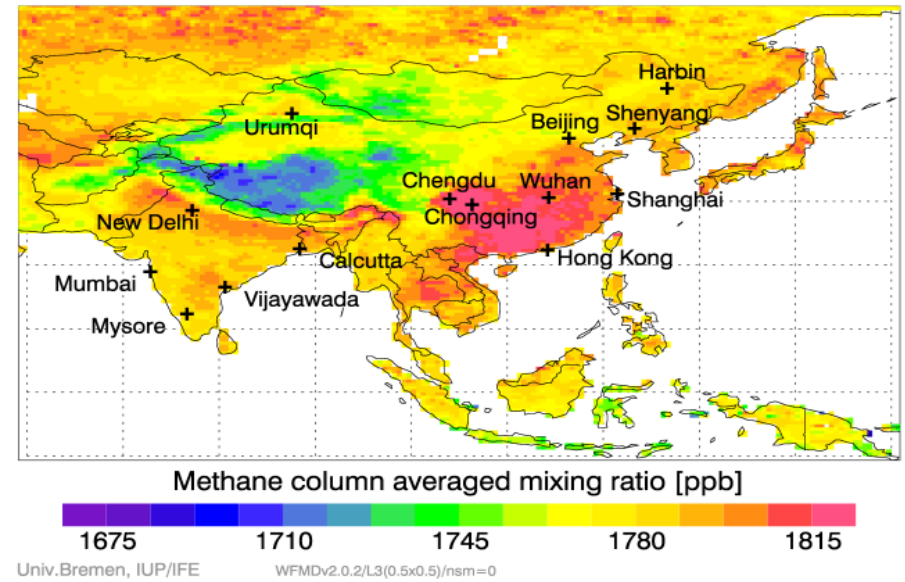 Harbin
Urumqi
Beijing
Shenyang
Chengdu
Wuhan
Shanghai
Chongqing
New Delhi
Calcutta
Hong Kong
Mumbai
Vijayawada
Mysore
Methane column averaged mixing ratio [ppb]
1675 1710 1745 1780 1815
Univ.Bremen, IUP/IFE WFMDv2.0.2/L3(0.5x0.5)/nsm=0